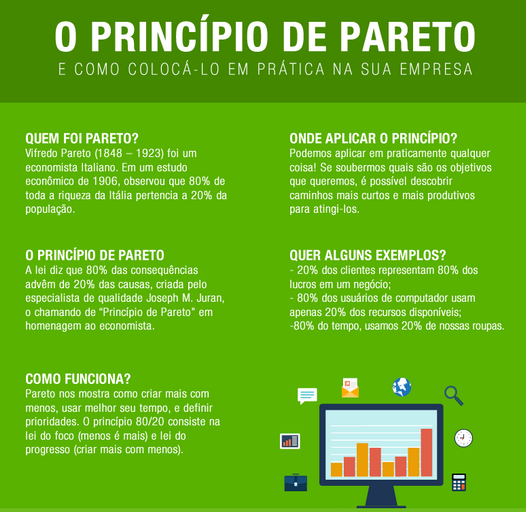 O PRINCÍPIO DE PARETO
E COMO COLOCÁ-LO EM PRÁTICA NA SUA EMPRESA
QUEM FOI PARETO?
Vifredo Pareto (1848 – 1923) foi um
economista Italiano. Em um estudo
econômico de 1906, observou que 80% de
toda a riqueza da Itália pertencia a 20% da
população.
O PRINCÍPIO DE PARETO
A lei diz que 80% das consequências
advêm de 20% das causas, criada pelo
especialista de qualidade Joseph M. Juran,
o chamando de “Princípio de Pareto” em
homenagem ao economista.
COMO FUNCIONA?
Pareto nos mostra como criar mais com
menos, usar melhor seu tempo, e definir
prioridades. O princípio 80/20 consiste na
lei do foco (menos é mais) e lei do
progresso (criar mais com menos).
ONDE APLICAR O PRINCÍPIO?
Podemos aplicar em praticamente qualquer
coisa! Se soubermos quais são os objetivos
que queremos, é possível descobrir
caminhos mais curtos e mais produtivos
para atingi-los.
QUER ALGUNS EXEMPLOS?
- 20% dos clientes representam 80% dos
lucros em um negócio;
- 80% dos usuários de computador usam
apenas 20% dos recursos disponíveis;
-80% do tempo, usamos 20% de nossas roupas.